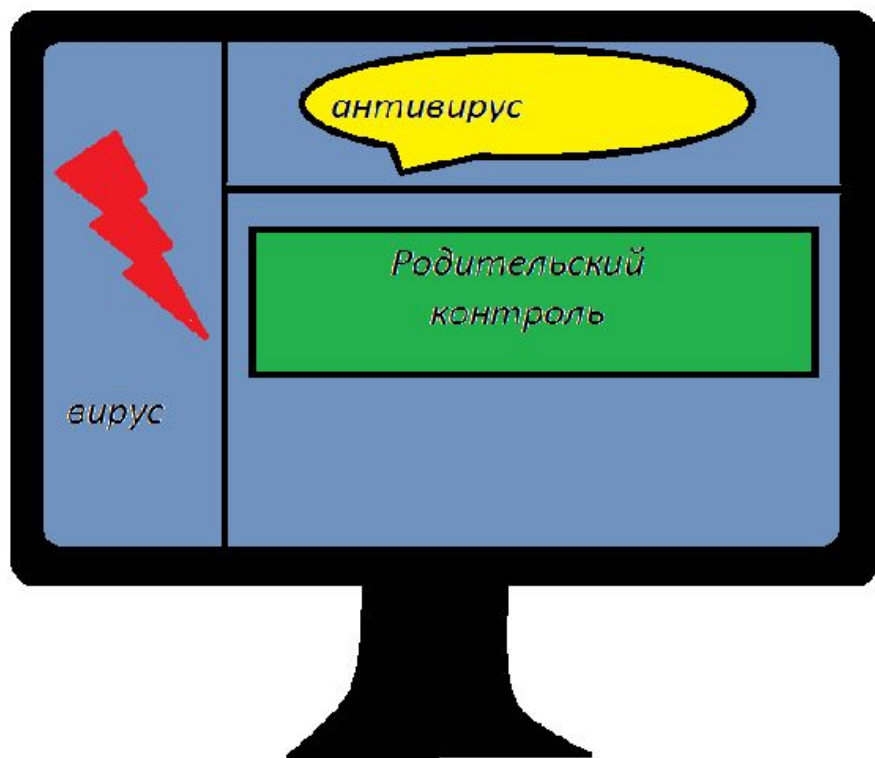 антивирус
Родительский
контроль
вирус